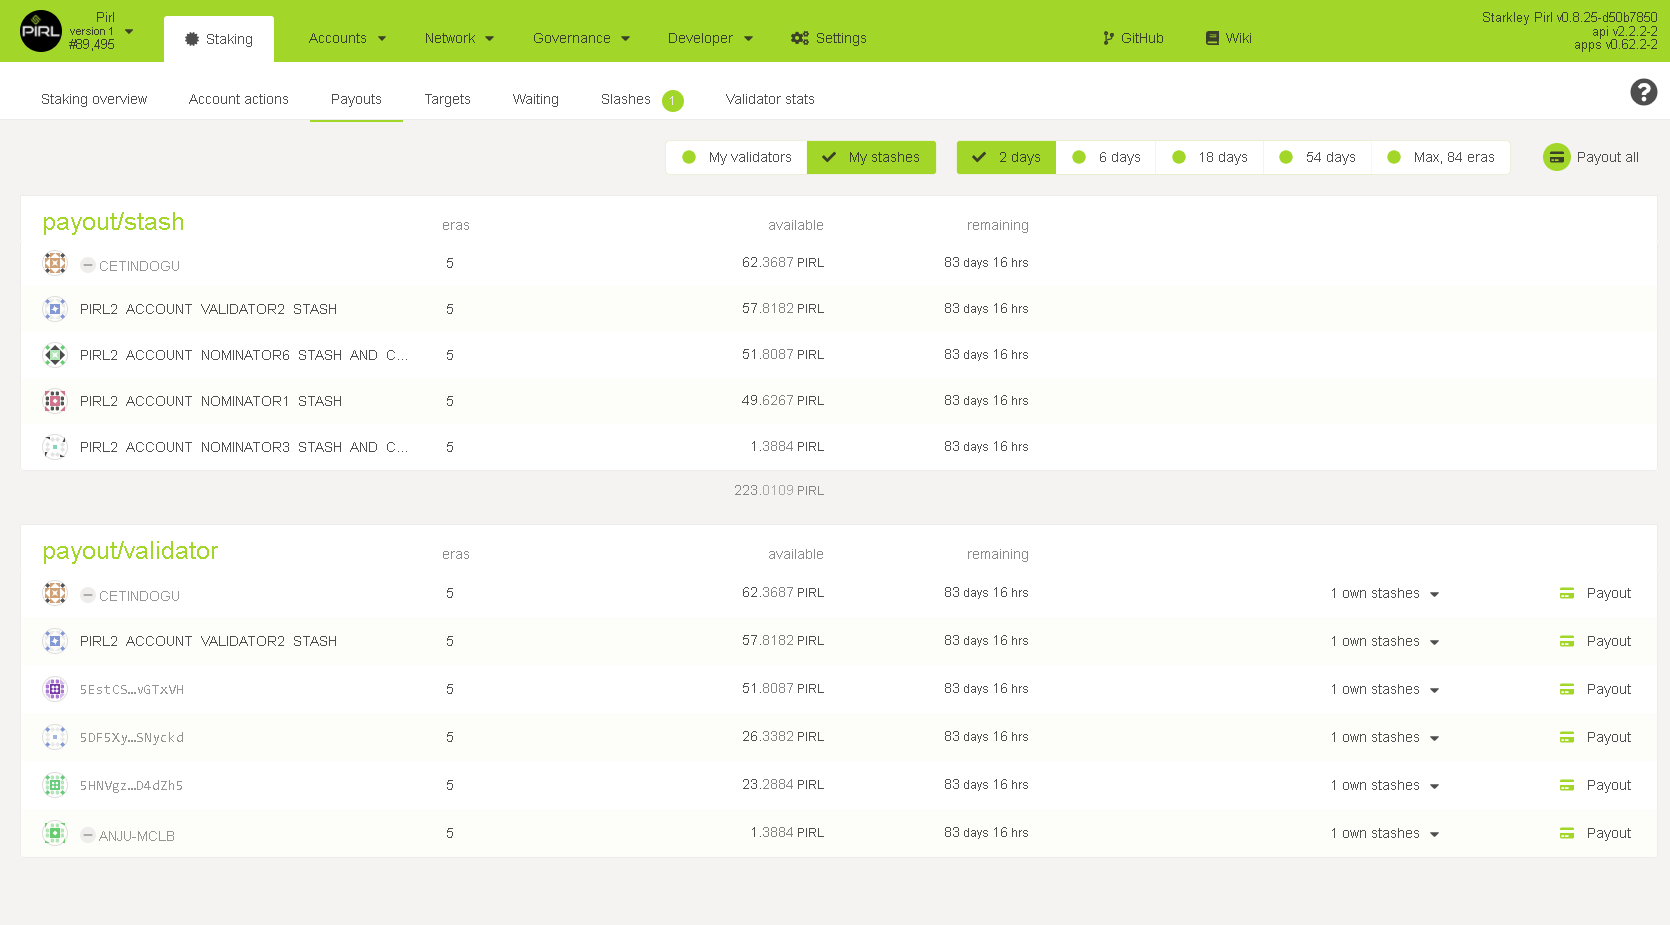 PIRL
Pirl
version 1
#89,495
Staking
Accounts
Network
Governance
Developer
Settings
GitHub
Wiki
Starkley Pirl v0.8.25-d50b7850
api v2.2.2-2
apps v0.62.2-2
Staking overview
Account actions
Payouts
Targets
Waiting
Slashes 1
Validator stats
My validators
My stashes
2 days
6 days
18 days
54 days
Max, 84 eras
Payout all
payout/stash eras available remaining
CETINDOGU 5 62.3687 PIRL 83 days 16 hrs
PIRL2 ACCOUNT VALIDATOR2 STASH 5 57.8182 PIRL 83 days 16 hrs
PIRL2 ACCOUNT NOMINATOR6 STASH AND C... 5 51.8087 PIRL 83 days 16 hrs
PIRL2 ACCOUNT NOMINATOR1 STASH 5 49.6267 PIRL 83 days 16 hrs
PIRL2 ACCOUNT NOMINATOR3 STASH AND C... 5 1.3884 PIRL 83 days 16 hrs
223.0109 PIRL
payout/validator eras available remaining
CETINDOGU 5 62.3687 PIRL 83 days 16 hrs 1 own stashes Payout
PIRL2 ACCOUNT VALIDATOR2 STASH 5 57.8182 PIRL 83 days 16 hrs 1 own stashes Payout
5EstCS…vGTxVH 5 51.8087 PIRL 83 days 16 hrs 1 own stashes Payout
5DF5Xy…SNyckd 5 26.3382 PIRL 83 days 16 hrs 1 own stashes Payout
5HNVgz…D4dZh5 5 23.2884 PIRL 83 days 16 hrs 1 own stashes Payout
ANJU-MCLB 5 1.3884 PIRL 83 days 16 hrs 1 own stashes Payout